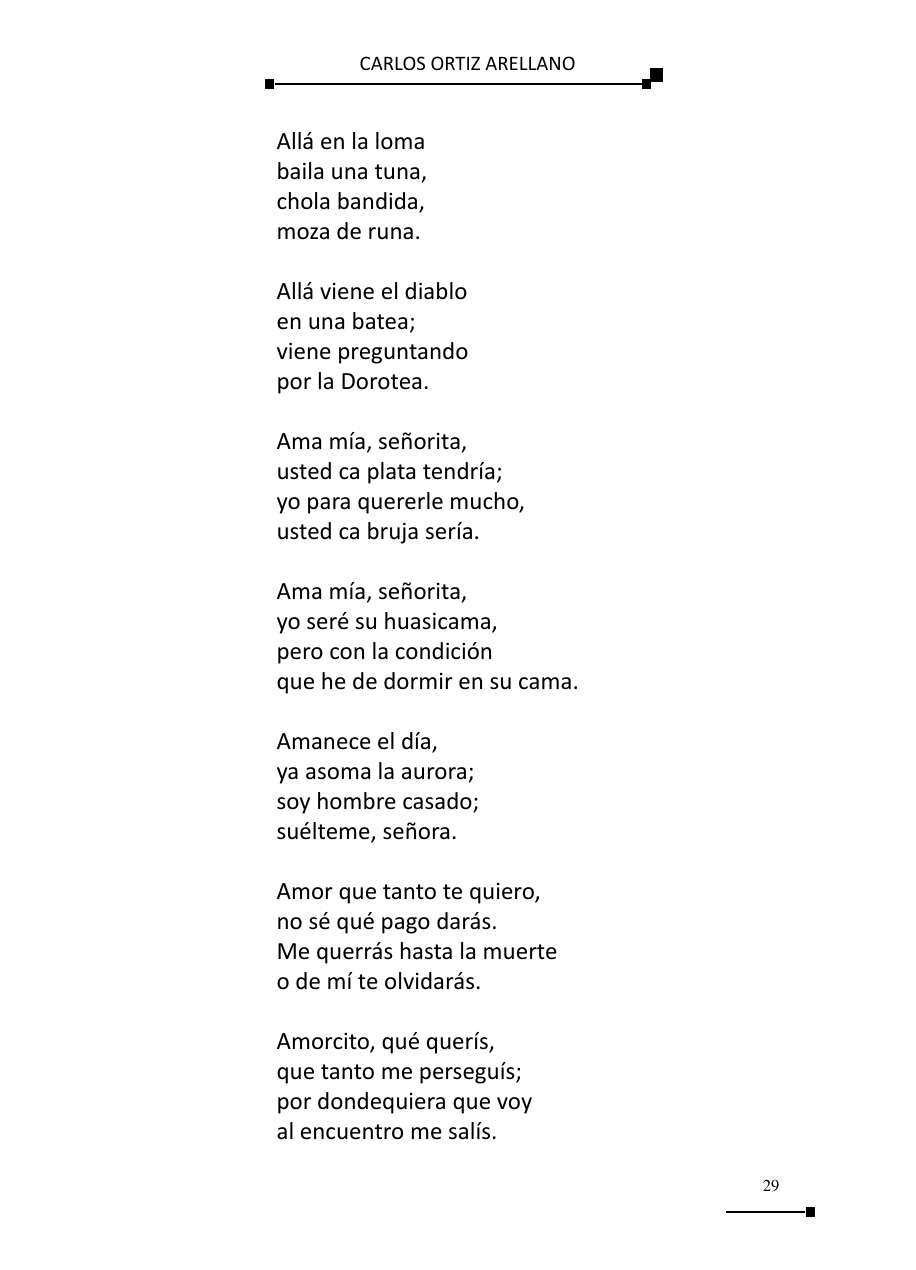 CARLOS ORTIZ ARELLANO
Allá en la loma
baila una tuna,
chola bandida,
moza de runa.
Allá viene el diablo
en una batea;
viene preguntando
por la Dorotea.
Ama mía, señorita,
usted ca plata tendría;
yo para quererle mucho,
usted ca bruja sería.
Ama mía, señorita,
yo seré su huasicama,
pero con la condición
que he de dormir en su cama.
Amanece el día,
ya asoma la aurora;
soy hombre casado;
suélteme, señora.
Amor que tanto te quiero,
no sé qué pago darás.
Me querrás hasta la muerte
o de mí te olvidarás.
Amorcito, qué querís,
que tanto me perseguís;
por dondequiera que voy
al encuentro me salís.
29